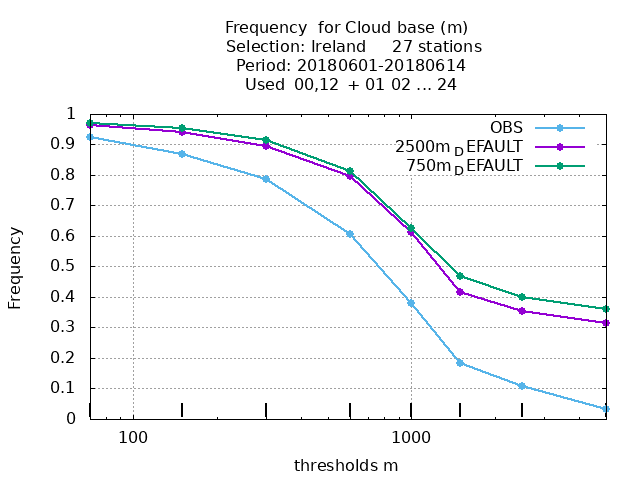 Frequency for Cloud base (m)
Selection: Ireland 27 stations
Period: 20180601-20180614
Used 00,12 + 01 02 ... 24
1
0.9
0.8
0.7
0.6
0.5
0.4
0.3
0.2
0.1
0
Frequency
OBS
2500m_DEFAULT
750m_DEFAULT
100
1000
thresholds m